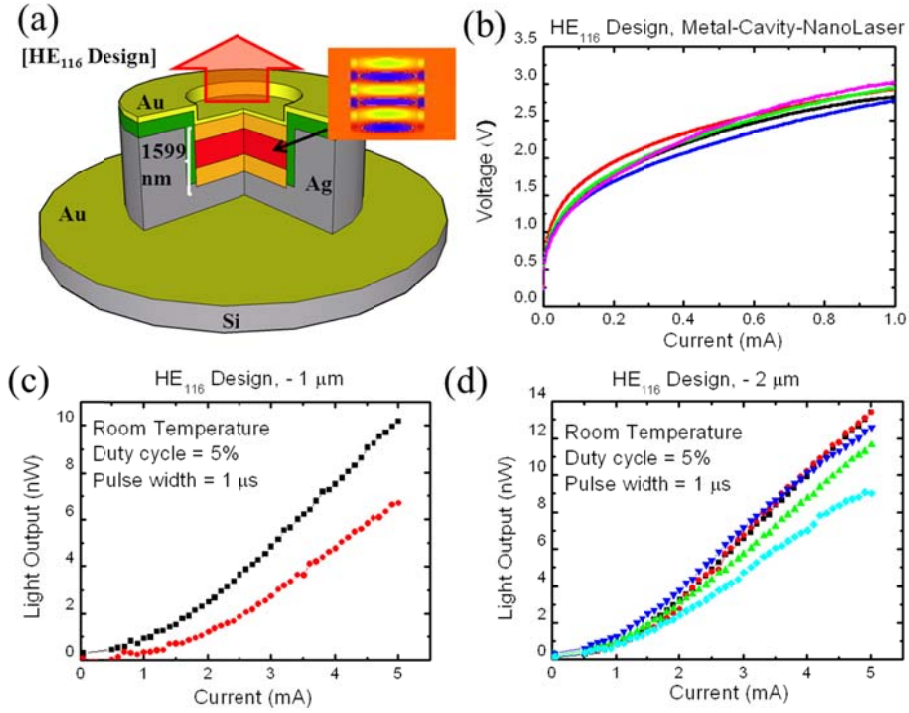 (a)
[HE116 Design]
Au
1599
nm
Ag
Au
Si
(b)
HE116 Design, Metal-Cavity-NanoLaser
3.5
3.0
2.5
2.0
1.5
1.0
0.5
0.0
Voltage (V)
0.0 0.2 0.4 0.6 0.8 1.0
Current (mA)
(c)
HE116 Design, - 1 μm
Room Temperature
Duty cycle = 5%
Pulse width = 1 μs
10
8
6
4
2
0
Light Output (nW)
0 1 2 3 4 5
Current (mA)
(d)
HE116 Design, - 2 μm
Room Temperature
Duty cycle = 5%
Pulse width = 1 μs
14
12
10
8
6
4
2
0
Light Output (nW)
0 1 2 3 4 5
Current (mA)